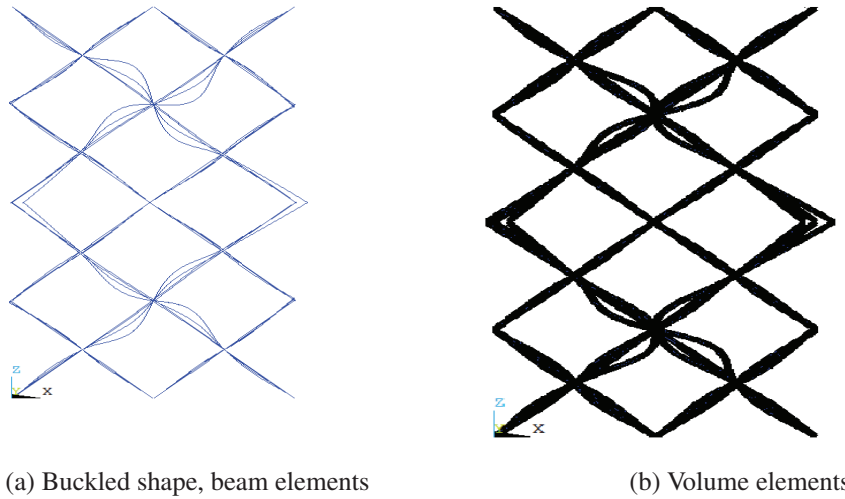 Z
Y
X
Z
Y
X
(a) Buckled shape, beam elements
(b) Volume elements